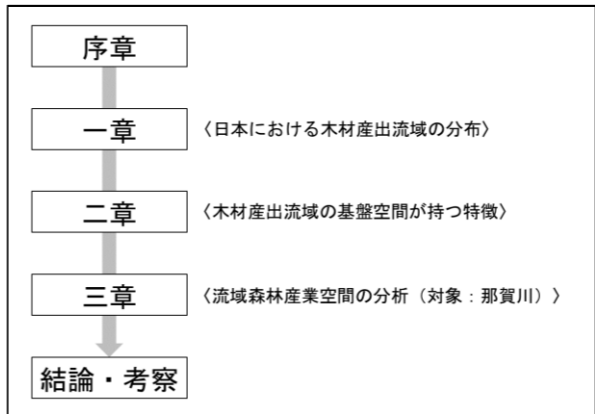 序章
一章 〈日本における木材産出流域の分布〉
二章 〈木材産出流域の基盤空間が持つ特徴〉
三章 〈流域森林産業空間の分析(対象:那賀川)〉
結論・考察